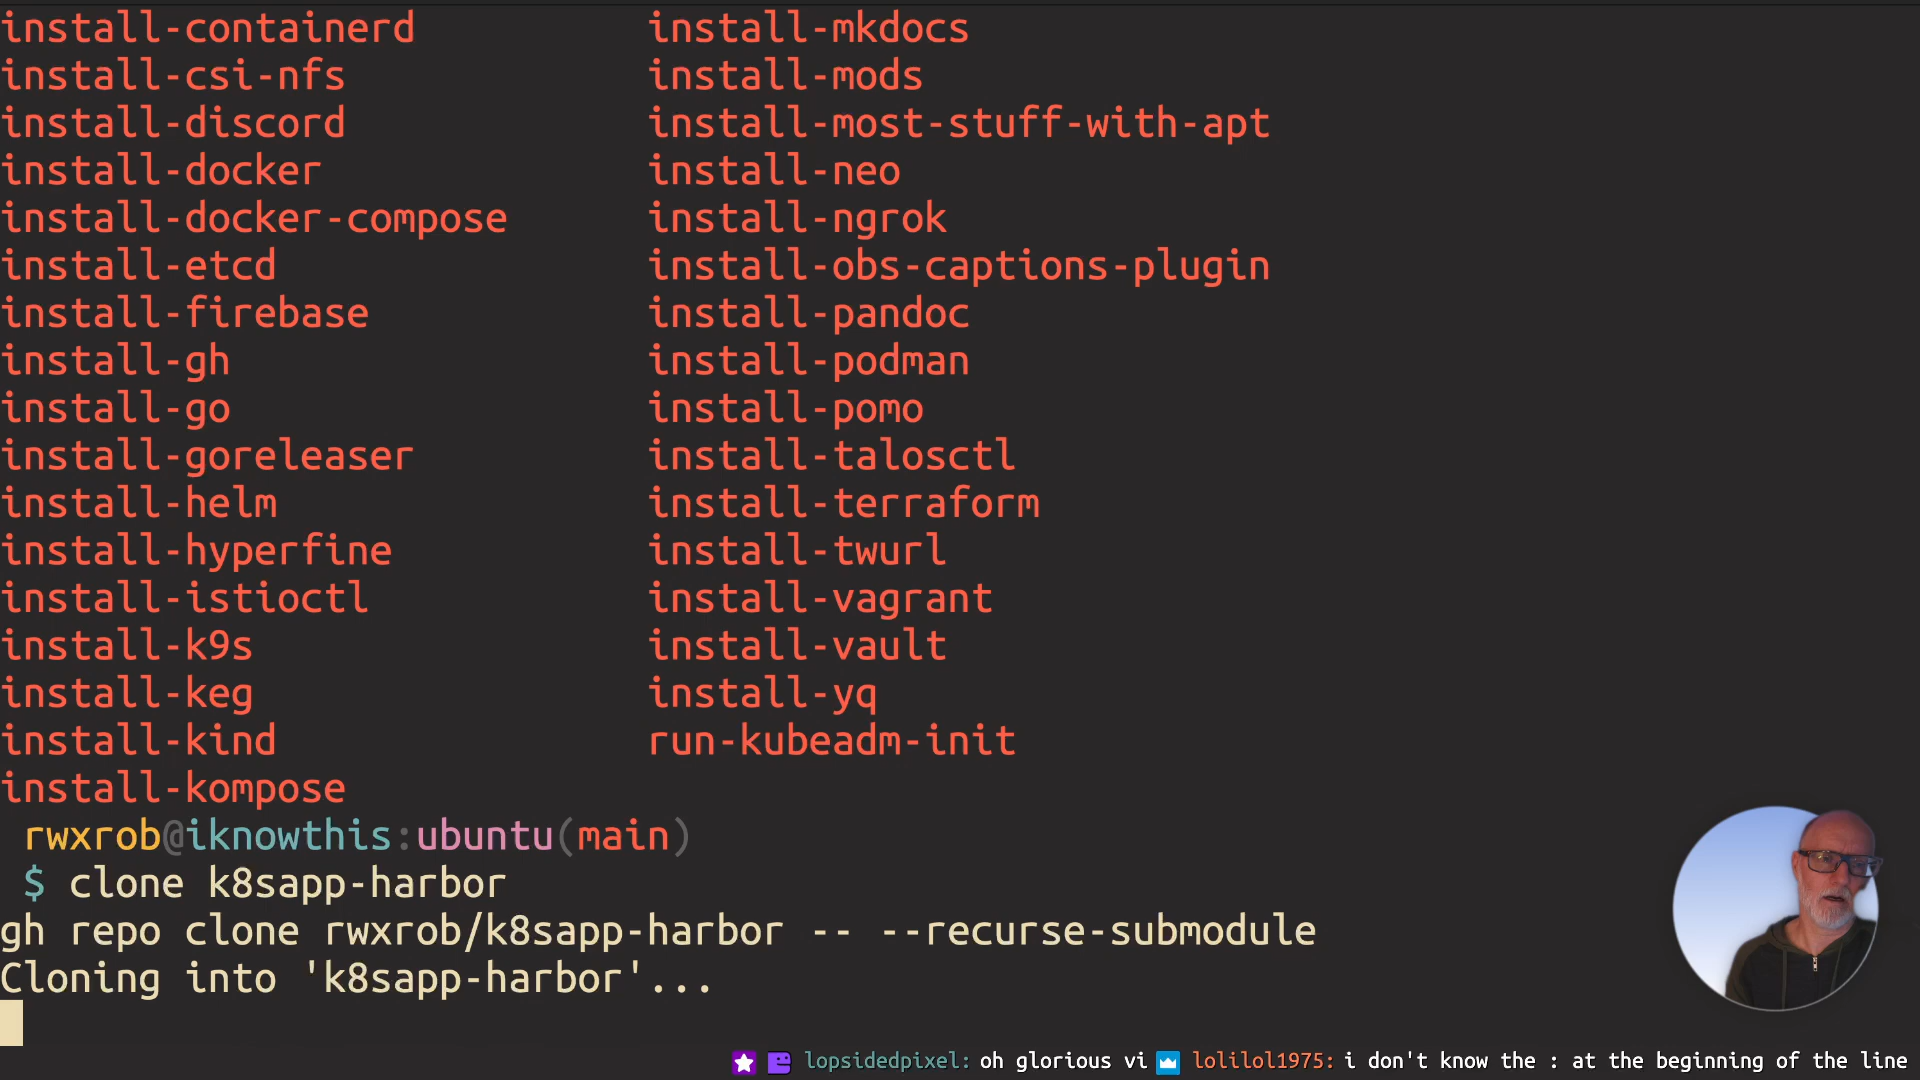 install-containerd install-mkdocs
install-csi-nfs install-mods
install-discord install-most-stuff-with-apt
install-docker install-neo
install-docker-compose install-ngrok
install-etcd install-obs-captions-plugin
install-firebase install-pandoc
install-gh install-podman
install-go install-pomo
install-goreleaser install-talosctl
install-helm install-terraform
install-hyperfine install-twurl
install-istioctl install-vagrant
install-k9s install-vault
install-keg install-yq
install-kind run-kubeadm-init
install-kompose
rwxrob@iknowthis:ubuntu(main)
$ clone k8sapp-harbor
gh repo clone rwxrob/k8sapp-harbor -- --recurse-submodule
Cloning into 'k8sapp-harbor'...
lopsidedpixel: oh glorious vi lolilol1975: i don't know the : at the beginning of the line